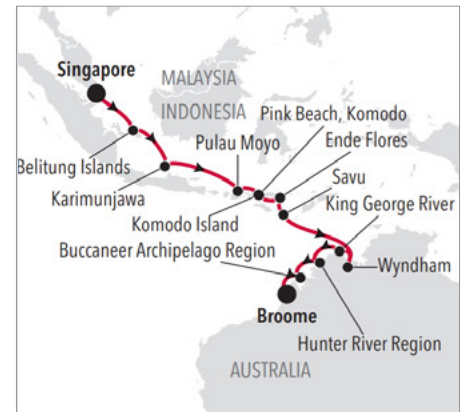 Singapore
MALAYSIA
INDONESIA
Pink Beach, Komodo
Pulau Moyo
Ende Flores
Belitung Islands
Savu
Karimunjawa
King George River
Komodo Island
Buccaneer Archipelago Region
Wyndham
Broome
Hunter River Region
AUSTRALIA